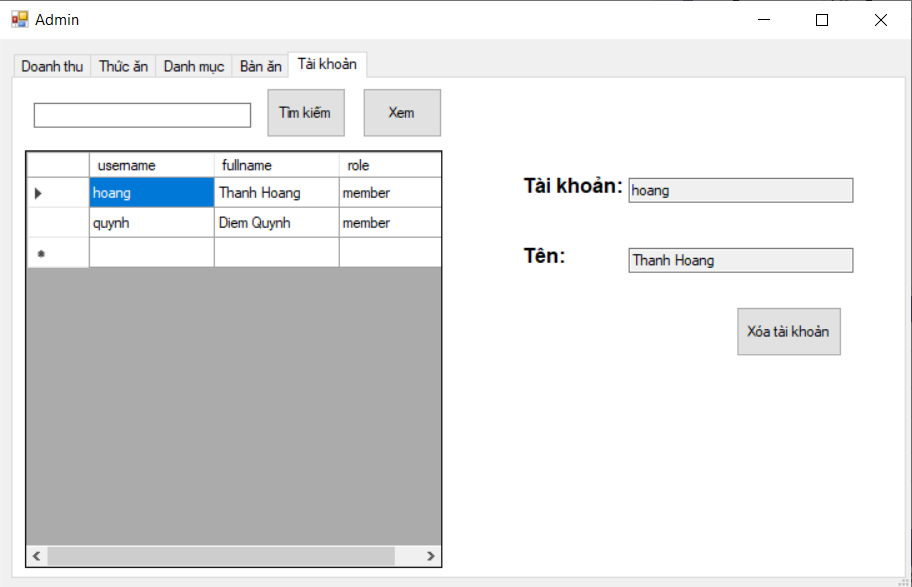 Admin
Doanh thu Thức ăn Danh mục Bàn ăn Tài khoản
Tìm kiếm Xem
username fullname role
hoang Thanh Hoang member
quynh Diem Quynh member
Tài khoản: hoang
Tên: Thanh Hoang
Xóa tài khoản